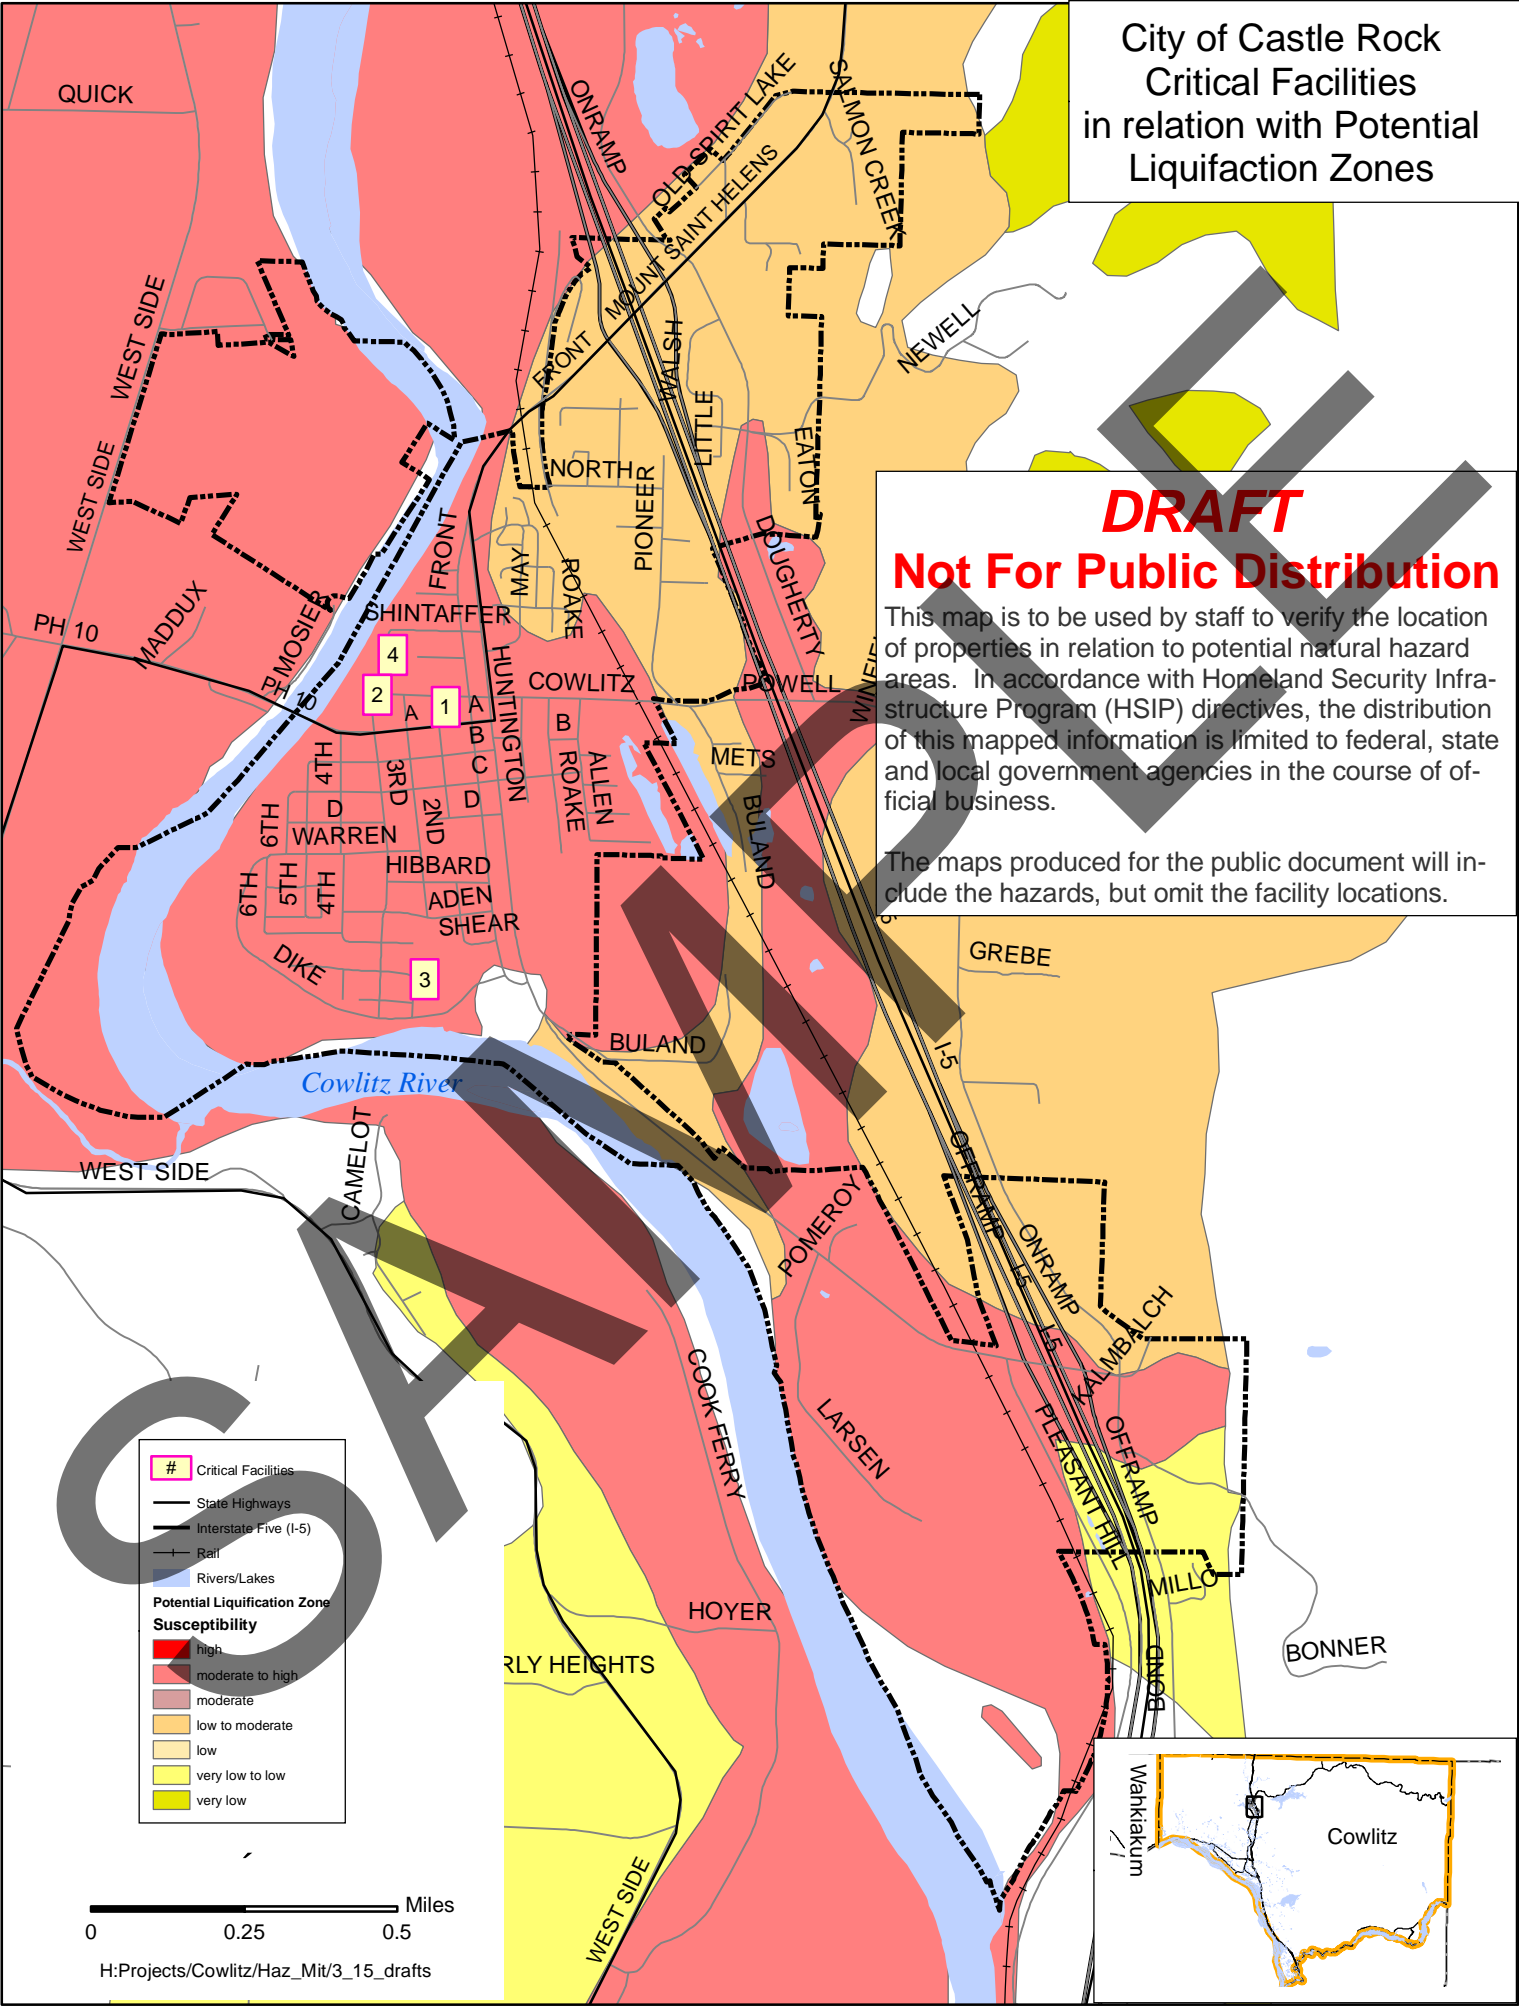 City of Castle Rock
Critical Facilities
in relation with Potential
Liquifaction Zones
QUICK
ONRAMP
OLD SPIRIT LAKE
SALMON CREEK
MOUNT SAINT HELENS
WEST SIDE
FRONT
WALSH
NEWELL
LITTLE
EATON
NORTH
PIONEER
WEST SIDE
FRONT
MAY
ROAKE
DOUGHERTY
DRAFT
Not For Public Distribution
This map is to be used by staff to verify the location
of properties in relation to potential natural hazard
areas. In accordance with Homeland Security Infra-
structure Program (HSIP) directives, the distribution
of this mapped information is limited to federal, state
and local government agencies in the course of of-
ficial business.
The maps produced for the public document will in-
clude the hazards, but omit the facility locations.
SHINTAFFER
PH 10
MADDUX
MOSIER
PH 10
4
2
1
A
A
HUNTINGTON
COWLITZ
POWELL
B
B
C
METS
4TH
3RD
ROAKE
ALLEN
D
D
2ND
BULAND
6TH
WARREN
HIBBARD
6TH
5TH
4TH
ADEN
SHEAR
DIKE
3
GREBE
BULAND
I-5
Cowlitz River
CAMELOT
WEST SIDE
OFFRAMP
POMEROY
ONRAMP
I-5
I-5
KALMBACH
COOK FERRY
LARSEN
PLEASANT HILL
OFFRAMP
MILLO
HOYER
RLY HEIGHTS
BONNER
BOND
WEST SIDE
# Critical Facilities
State Highways
Interstate Five (I-5)
Rail
Rivers/Lakes
Potential Liquification Zone
Susceptibility
high
moderate to high
moderate
low to moderate
low
very low to low
very low
Miles
0 0.25 0.5
H:Projects/Cowlitz/Haz_Mit/3_15_drafts
Wahkiakum
Cowlitz
SAMPLE